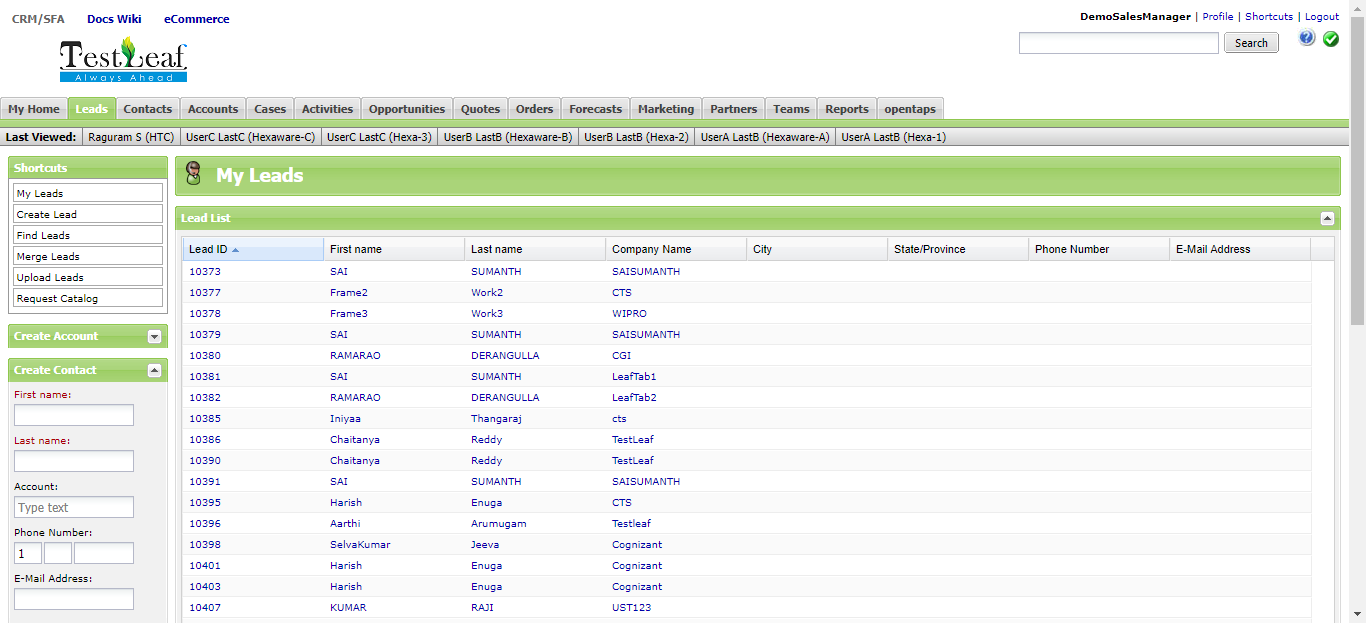 CRM/SFA Docs Wiki eCommerce
DemoSalesManager | Profile | Shortcuts | Logout
TestLeaf
Always Ahead
Search
My Home Leads Contacts Accounts Cases Activities Opportunities Quotes Orders Forecasts Marketing Partners Teams Reports opentaps
Last Viewed: Raguram S (HTC) UserC LastC (Hexaware-C) UserC LastC (Hexa-3) UserB LastB (Hexaware-B) UserB LastB (Hexa-2) UserA LastB (Hexaware-A) UserA LastB (Hexa-1)
Shortcuts
My Leads
Create Lead
Find Leads
Merge Leads
Upload Leads
Request Catalog
Create Account
Create Contact
First name:
Last name:
Account:
Type text
Phone Number:
1
E-Mail Address:
My Leads
Lead List
Lead ID First name Last name Company Name City State/Province Phone Number E-Mail Address
10373 SAI SUMANTH SAISUMANTH
10377 Frame2 Work2 CTS
10378 Frame3 Work3 WIPRO
10379 SAI SUMANTH SAISUMANTH
10380 RAMARAO DERANGULLA CGI
10381 SAI SUMANTH LeafTab1
10382 RAMARAO DERANGULLA LeafTab2
10385 Iniyaa Thangaraj cts
10386 Chaitanya Reddy TestLeaf
10390 Chaitanya Reddy TestLeaf
10391 SAI SUMANTH SAISUMANTH
10395 Harish Enuga CTS
10396 Aarthi Arumugam Testleaf
10398 SelvaKumar Jeeva Cognizant
10401 Harish Enuga Cognizant
10403 Harish Enuga Cognizant
10407 KUMAR RAJI UST123